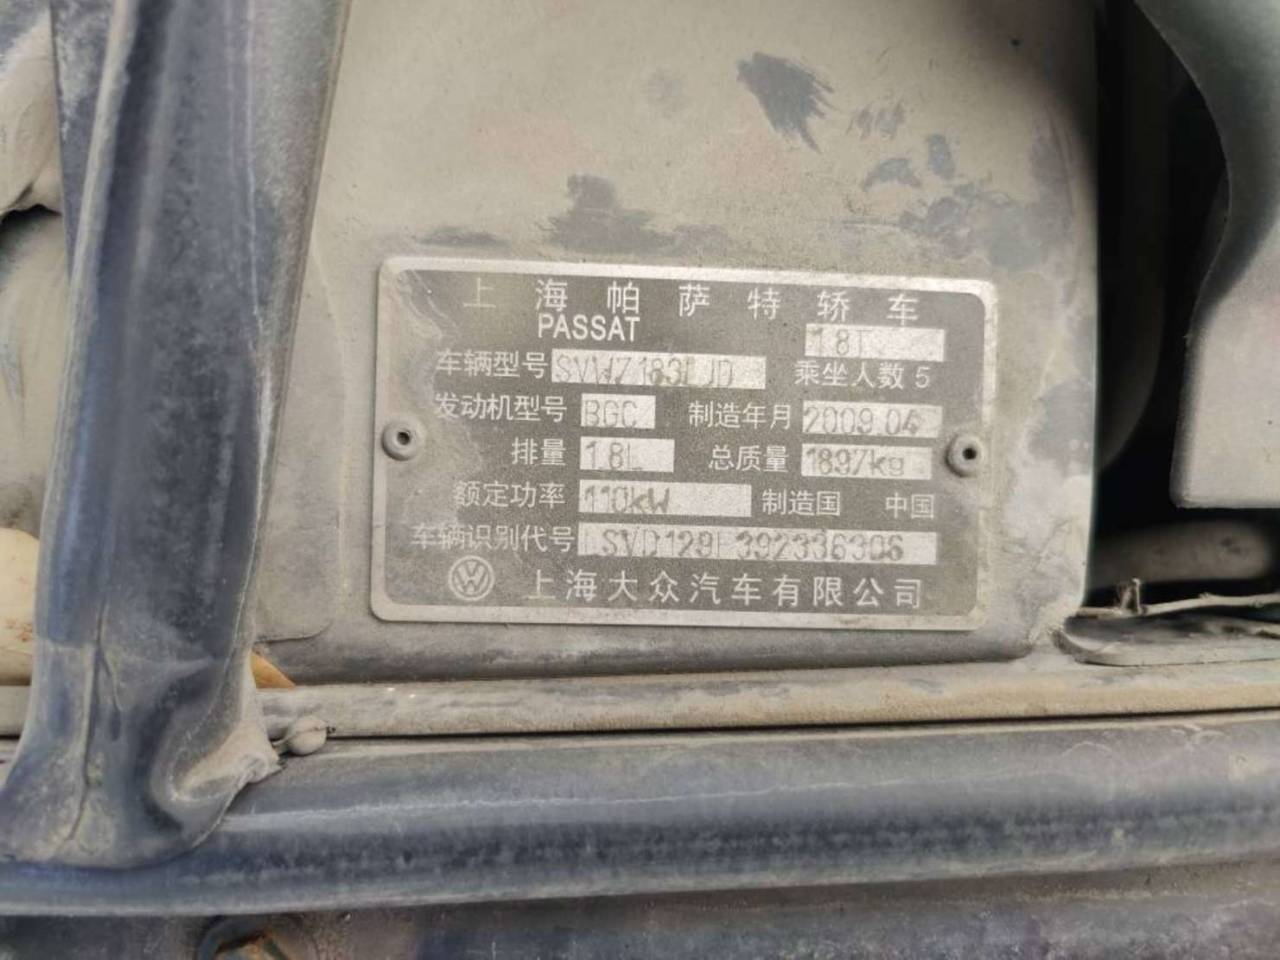 上海帕萨特轿车
PASSAT 1.8T
车辆型号 SVW7183LJD 乘坐人数 5
发动机型号 BGC 制造年月 2009.04
排量 1.8L 总质量 1897kg
额定功率 110kW 制造国 中国
车辆识别代号 LSVD129F392336306
上海大众汽车有限公司